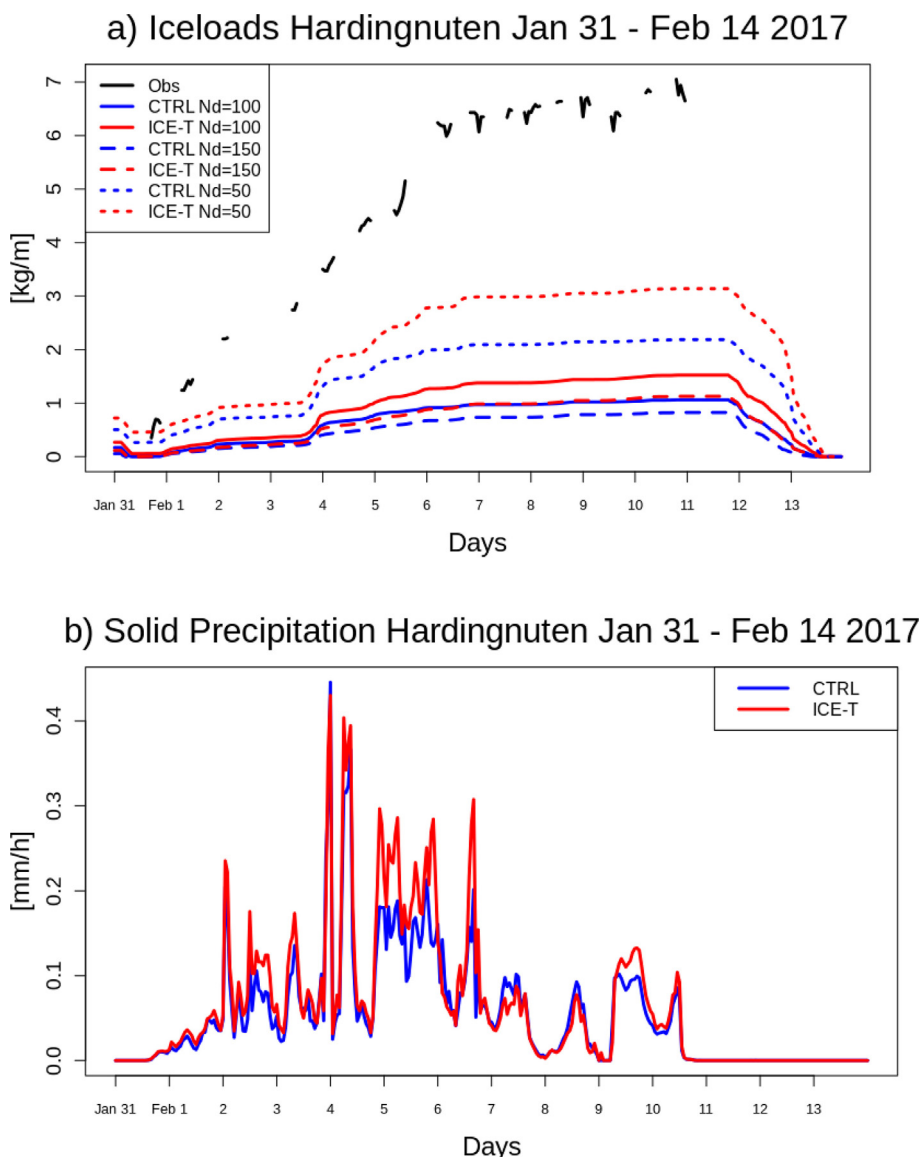 a) Iceloads Hardingnuten Jan 31 - Feb 14 2017
Obs
CTRL Nd=100
ICE-T Nd=100
CTRL Nd=150
ICE-T Nd=150
CTRL Nd=50
ICE-T Nd=50
7
6
5
4
3
2
1
0
[kg/m]
Jan 31 Feb 1 2 3 4 5 6 7 8 9 10 11 12 13
Days
b) Solid Precipitation Hardingnuten Jan 31 - Feb 14 2017
CTRL
ICE-T
0.4
0.3
0.2
0.1
0.0
[mm/h]
Jan 31 Feb 1 2 3 4 5 6 7 8 9 10 11 12 13
Days